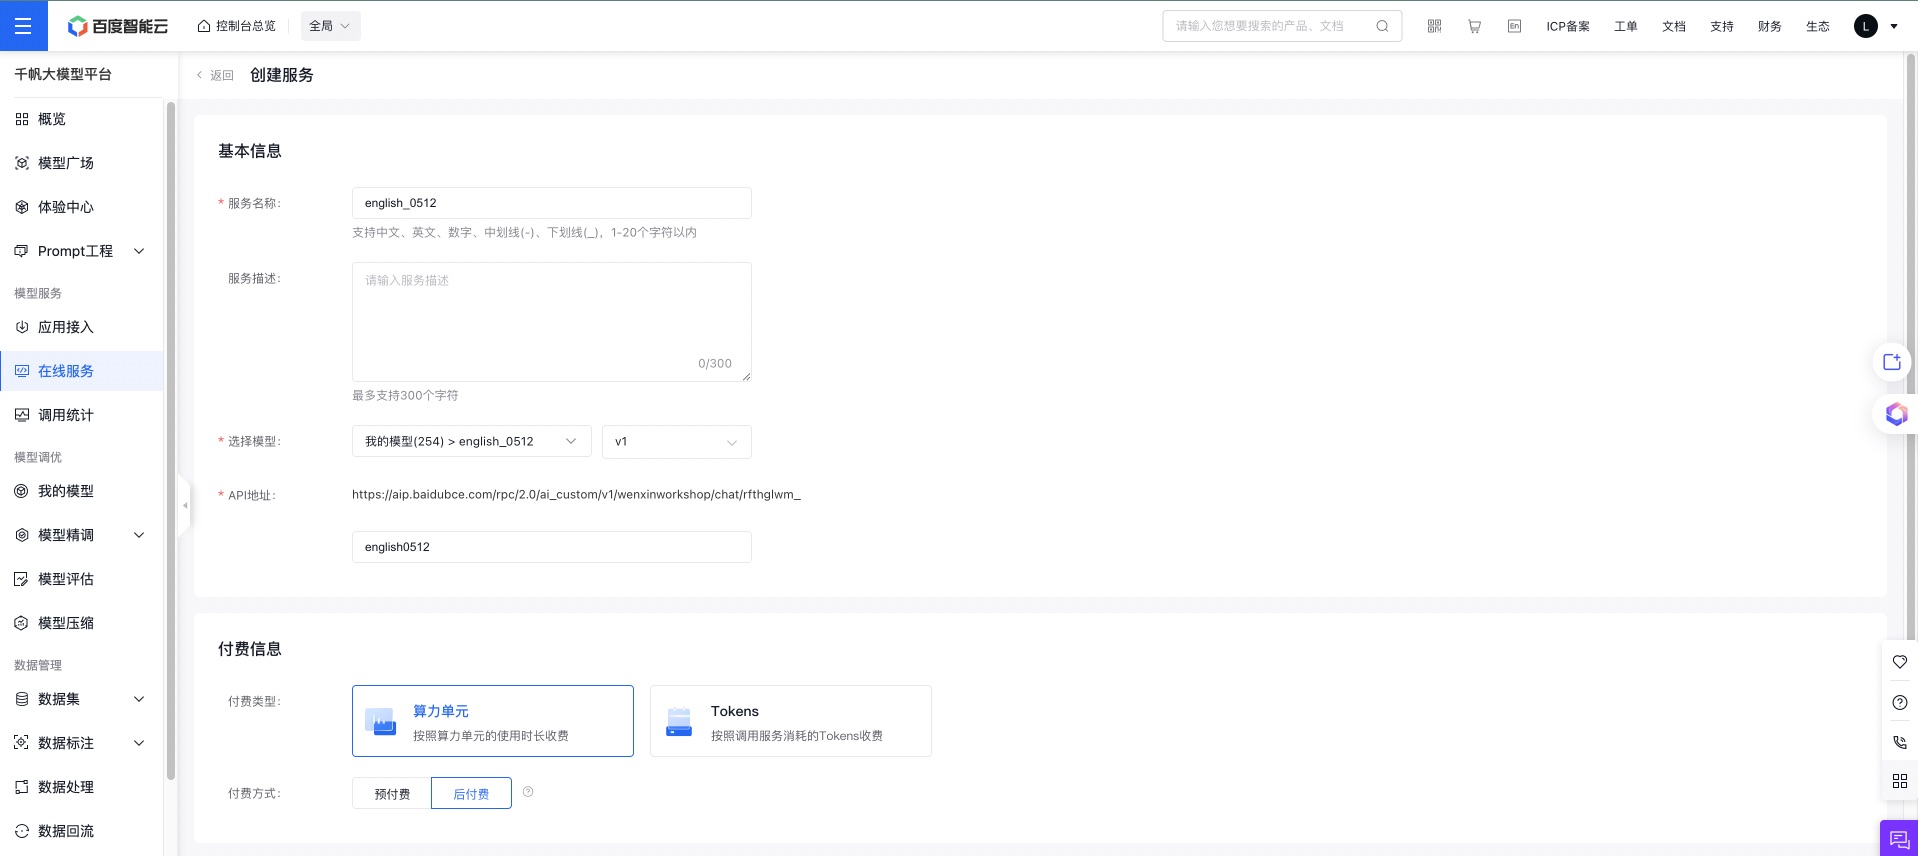 百度智能云
控制台总览
全局
请输入您想要搜索的产品、文档
En
ICP备案
工单
文档
支持
财务
生态
L
千帆大模型平台
概览
模型广场
体验中心
Prompt工程
模型服务
应用接入
在线服务
调用统计
模型调优
我的模型
模型精调
模型评估
模型压缩
数据管理
数据集
数据标注
数据处理
数据回流
返回 创建服务
基本信息
* 服务名称: english_0512
支持中文、英文、数字、中划线(-)、下划线(_)，1-20个字符以内
服务描述: 请输入服务描述
0/300
最多支持300个字符
* 选择模型: 我的模型(254) > english_0512 v1
* API地址: https://aip.baidubce.com/rpc/2.0/ai_custom/v1/wenxinworkshop/chat/rfthglwm_
english0512
付费信息
付费类型: 算力单元 Tokens
按照算力单元的使用时长收费 按照调用服务消耗的Tokens收费
付费方式: 预付费 后付费